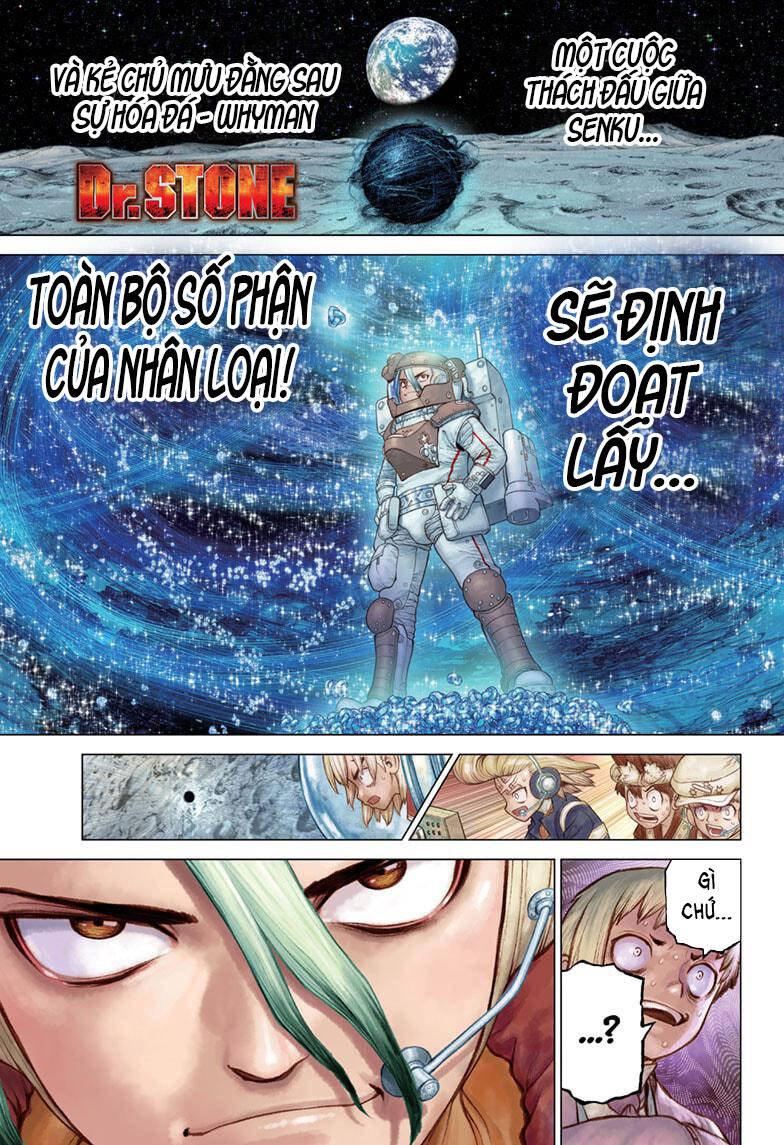 MỘT CUỘC
THÁCH ĐẤU GIỮA
SENKU...
VÀ KẺ CHỦ MƯU ĐẰNG SAU
SỰ HÓA ĐÁ - WHYMAN
Dr.STONE
SẼ ĐỊNH
ĐOẠT
LẤY...
TOÀN BỘ SỐ PHẬN
CỦA NHÂN LOẠI!
GÌ
CHỨ...
...?